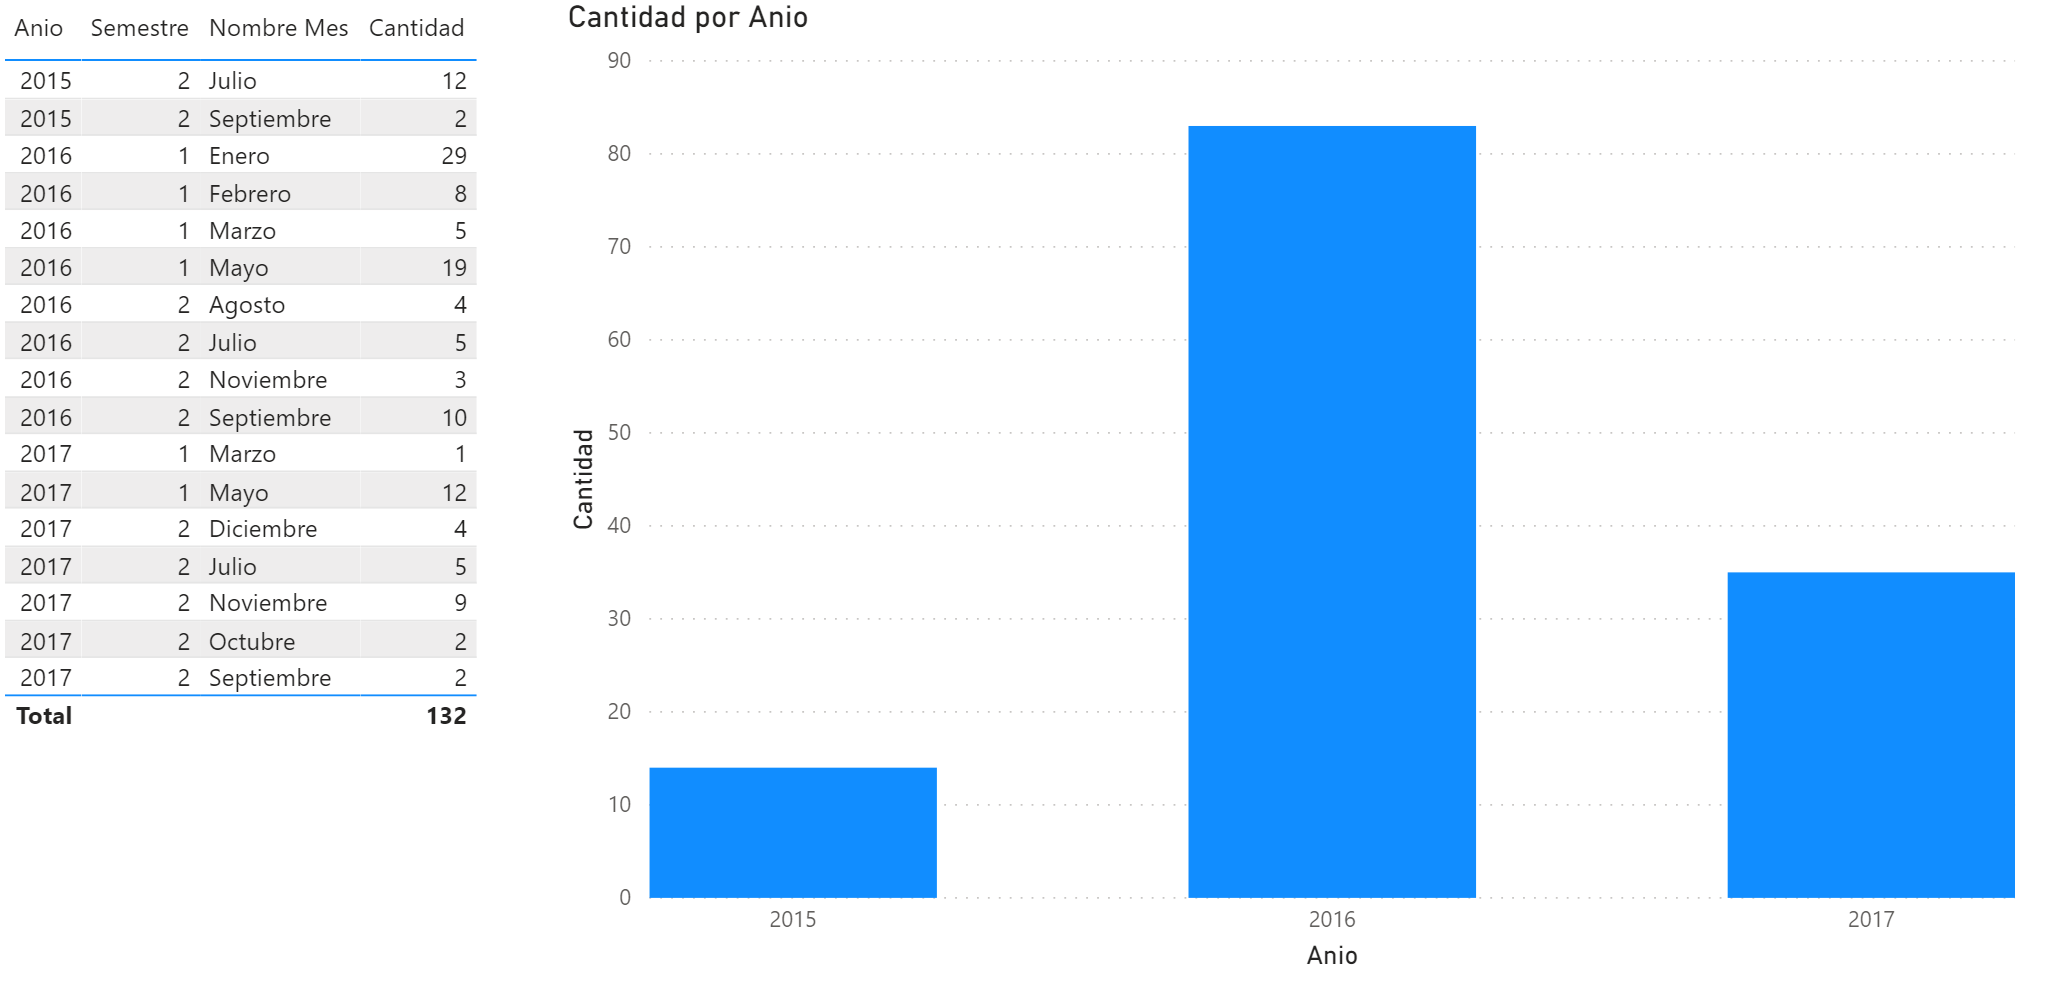 Anio Semestre Nombre Mes Cantidad
2015 2 Julio 12
2015 2 Septiembre 2
2016 1 Enero 29
2016 1 Febrero 8
2016 1 Marzo 5
2016 1 Mayo 19
2016 2 Agosto 4
2016 2 Julio 5
2016 2 Noviembre 3
2016 2 Septiembre 10
2017 1 Marzo 1
2017 1 Mayo 12
2017 2 Diciembre 4
2017 2 Julio 5
2017 2 Noviembre 9
2017 2 Octubre 2
2017 2 Septiembre 2
Total 132
Cantidad por Anio
Cantidad
90
80
70
60
50
40
30
20
10
0
2015 2016 2017
Anio